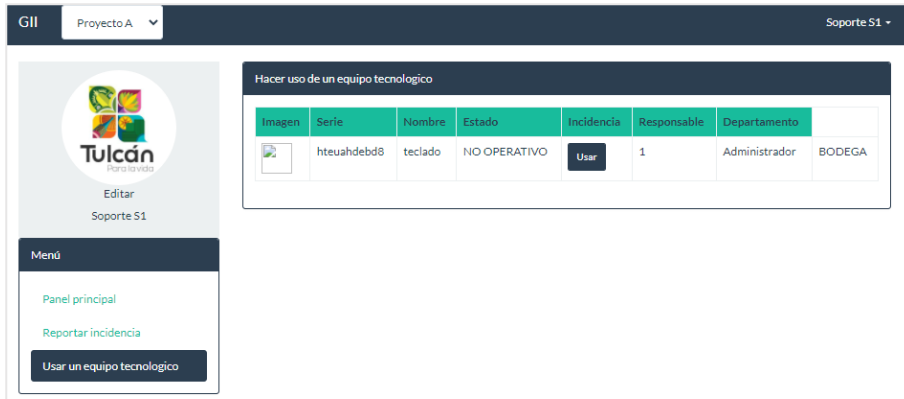 GII Proyecto A Soporte S1
Hacer uso de un equipo tecnologico
Imagen Serie Nombre Estado Incidencia Responsable Departamento
hteuahdebd8 teclado NO OPERATIVO Usar 1 Administrador BODEGA
Tulcán
Para la vida
Editar
Soporte S1
Menú
Panel principal
Reportar incidencia
Usar un equipo tecnologico